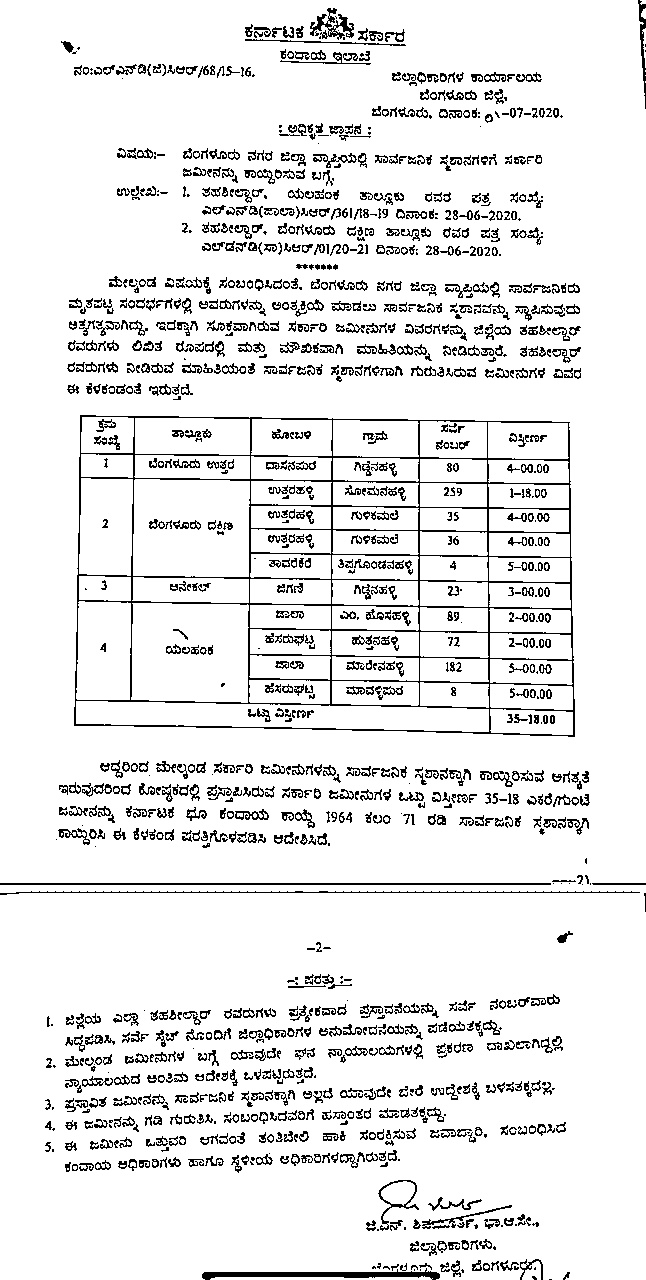 ಕರ್ನಾಟಕ ಸರ್ಕಾರ
ಕಂದಾಯ ಇಲಾಖೆ
ನಂ:ಎಲ್ಎನ್‌ಡಿ(ಜೆ)ಸಿಆರ್/68/15-16.
ಜಿಲ್ಲಾಧಿಕಾರಿಗಳ ಕಾರ್ಯಾಲಯ
ಬೆಂಗಳೂರು ಜಿಲ್ಲೆ,
ಬೆಂಗಳೂರು, ದಿನಾಂಕ: -07-2020.
: ಅಧಿಕೃತ ಜ್ಞಾಪನ :
ವಿಷಯ:- ಬೆಂಗಳೂರು ನಗರ ಜಿಲ್ಲಾ ವ್ಯಾಪ್ತಿಯಲ್ಲಿ ಸಾರ್ವಜನಿಕ ಸ್ಮಶಾನಗಳಿಗೆ ಸರ್ಕಾರಿ
ಜಮೀನನ್ನು ಕಾಯ್ದಿರಿಸುವ ಬಗ್ಗೆ.
ಉಲ್ಲೇಖ:- 1. ತಹಶೀಲ್ದಾರ್, ಯಲಹಂಕ ತಾಲ್ಲೂಕು ರವರ ಪತ್ರ ಸಂಖ್ಯೆ:
ಎಲ್‌ಎನ್‌ಡಿ(ಜಾಲಾ)ಸಿಆರ್/361/18-19 ದಿನಾಂಕ: 28-06-2020.
2. ತಹಶೀಲ್ದಾರ್, ಬೆಂಗಳೂರು ದಕ್ಷಿಣ ತಾಲ್ಲೂಕು ರವರ ಪತ್ರ ಸಂಖ್ಯೆ:
ಎಲ್‌ಡನ್‌ಡಿ(ಸಾ)ಸಿಆರ್/01/20-21 ದಿನಾಂಕ: 28-06-2020.
*******
ಮೇಲ್ಕಂಡ ವಿಷಯಕ್ಕೆ ಸಂಬಂಧಿಸಿದಂತೆ, ಬೆಂಗಳೂರು ನಗರ ಜಿಲ್ಲಾ ವ್ಯಾಪ್ತಿಯಲ್ಲಿ ಸಾರ್ವಜನಿಕರು
ಮೃತಪಟ್ಟ ಸಂದರ್ಭಗಳಲ್ಲಿ ಅವರುಗಳನ್ನು ಅಂತ್ಯಕ್ರಿಯೆ ಮಾಡಲು ಸಾರ್ವಜನಿಕ ಸ್ಮಶಾನವನ್ನು ಸ್ಥಾಪಿಸುವುದು
ಅತ್ಯಗತ್ಯವಾಗಿದ್ದು, ಇದಕ್ಕಾಗಿ ಸೂಕ್ತವಾಗಿರುವ ಸರ್ಕಾರಿ ಜಮೀನುಗಳ ವಿವರಗಳನ್ನು ಜಿಲ್ಲೆಯ ತಹಶೀಲ್ದಾರ್
ರವರುಗಳು ಲಿಖಿತ ರೂಪದಲ್ಲಿ ಮತ್ತು ಮೌಖಿಕವಾಗಿ ಮಾಹಿತಿಯನ್ನು ನೀಡಿರುತ್ತಾರೆ. ತಹಶೀಲ್ದಾರ್
ರವರುಗಳು ನೀಡಿರುವ ಮಾಹಿತಿಯಂತೆ ಸಾರ್ವಜನಿಕ ಸ್ಮಶಾನಗಳಿಗಾಗಿ ಗುರುತಿಸಿರುವ ಜಮೀನುಗಳ ವಿವರ
ಈ ಕೆಳಕಂಡಂತೆ ಇರುತ್ತದೆ.
ಕ್ರಮ ಸಂಖ್ಯೆ ತಾಲ್ಲೂಕು ಹೋಬಳಿ ಗ್ರಾಮ ಸರ್ವೆ ನಂಬರ್ ವಿಸ್ತೀರ್ಣ
1 ಬೆಂಗಳೂರು ಉತ್ತರ ದಾಸನಪುರ ಗಿಡ್ಡೇನಹಳ್ಳಿ 80 4-00.00
2 ಬೆಂಗಳೂರು ದಕ್ಷಿಣ ಉತ್ತರಹಳ್ಳಿ ಸೋಮನಹಳ್ಳಿ 259 1-18.00
ಉತ್ತರಹಳ್ಳಿ ಗುಳಿಕಮಲೆ 35 4-00.00
ಉತ್ತರಹಳ್ಳಿ ಗುಳಿಕಮಲೆ 36 4-00.00
ತಾವರೆಕೆರೆ ತಿಪ್ಪಗೊಂಡನಹಳ್ಳಿ 4 5-00.00
3 ಆನೇಕಲ್ ಜಿಗಣಿ ಗಿಡ್ಡೆನಹಳ್ಳಿ 23 3-00.00
4 ಯಲಹಂಕ ಜಾಲಾ ಎಂ. ಹೊಸಹಳ್ಳಿ 89 2-00.00
ಹೆಸರುಘಟ್ಟ ಹುತ್ತನಹಳ್ಳಿ 72 2-00.00
ಜಾಲಾ ಮಾರೇನಹಳ್ಳಿ 182 5-00.00
ಹೆಸರುಘಟ್ಟ ಮಾವಳ್ಳಿಪುರ 8 5-00.00
ಒಟ್ಟು ವಿಸ್ತೀರ್ಣ 35-18.00
ಆದ್ದರಿಂದ ಮೇಲ್ಕಂಡ ಸರ್ಕಾರಿ ಜಮೀನುಗಳನ್ನು ಸಾರ್ವಜನಿಕ ಸ್ಮಶಾನಕ್ಕಾಗಿ ಕಾಯ್ದಿರಿಸುವ ಅಗತ್ಯತೆ
ಇರುವುದರಿಂದ ಕೋಷ್ಠಕದಲ್ಲಿ ಪ್ರಸ್ತಾಪಿಸಿರುವ ಸರ್ಕಾರಿ ಜಮೀನುಗಳ ಒಟ್ಟು ವಿಸ್ತೀರ್ಣ 35-18 ಎಕರೆ/ಗುಂಟೆ
ಜಮೀನನ್ನು ಕರ್ನಾಟಕ ಭೂ ಕಂದಾಯ ಕಾಯ್ದೆ 1964 ಕಲಂ 71 ರಡಿ ಸಾರ್ವಜನಿಕ ಸ್ಮಶಾನಕ್ಕಾಗಿ
ಕಾಯ್ದಿರಿಸಿ ಈ ಕೆಳಕಂಡ ಷರತ್ತಿಗೊಳಪಡಿಸಿ ಆದೇಶಿಸಿದೆ.
---2)
-2-
-: ಷರತ್ತು :-
1. ಜಿಲ್ಲೆಯ ಎಲ್ಲಾ ತಹಶೀಲ್ದಾರ್ ರವರುಗಳು ಪ್ರತ್ಯೇಕವಾದ ಪ್ರಸ್ತಾವನೆಯನ್ನು ಸರ್ವೆ ನಂಬರ್‌ವಾರು
ಸಿದ್ಧಪಡಿಸಿ, ಸರ್ವೆ ಸ್ಕೆಚ್ ನೊಂದಿಗೆ ಜಿಲ್ಲಾಧಿಕಾರಿಗಳ ಅನುಮೋದನೆಯನ್ನು ಪಡೆಯತಕ್ಕದ್ದು.
2. ಮೇಲ್ಕಂಡ ಜಮೀನುಗಳ ಬಗ್ಗೆ ಯಾವುದೇ ಘನ ನ್ಯಾಯಾಲಯಗಳಲ್ಲಿ ಪ್ರಕರಣ ದಾಖಲಾಗಿದ್ದಲ್ಲಿ
ನ್ಯಾಯಾಲಯದ ಅಂತಿಮ ಆದೇಶಕ್ಕೆ ಒಳಪಟ್ಟಿರುತ್ತದೆ.
3. ಪ್ರಸ್ತಾವಿತ ಜಮೀನನ್ನು ಸಾರ್ವಜನಿಕ ಸ್ಮಶಾನಕ್ಕಾಗಿ ಅಲ್ಲದೆ ಯಾವುದೇ ಬೇರೆ ಉದ್ದೇಶಕ್ಕೆ ಬಳಸತಕ್ಕದಲ್ಲ.
4. ಈ ಜಮೀನನ್ನು ಗಡಿ ಗುರುತಿಸಿ, ಸಂಬಂಧಿಸಿದವರಿಗೆ ಹಸ್ತಾಂತರ ಮಾಡತಕ್ಕದ್ದು.
5. ಈ ಜಮೀನು ಒತ್ತುವರಿ ಆಗದಂತೆ ತಂತಿಬೇಲಿ ಹಾಕಿ ಸಂರಕ್ಷಿಸುವ ಜವಾಬ್ದಾರಿ, ಸಂಬಂಧಿಸಿದ
ಕಂದಾಯ ಅಧಿಕಾರಿಗಳು ಹಾಗೂ ಸ್ಥಳೀಯ ಅಧಿಕಾರಿಗಳದ್ದಾಗಿರುತ್ತದೆ.
ಜಿ.ಎನ್. ಶಿವಮೂರ್ತಿ, ಭಾ.ಆ.ಸೇ.,
ಜಿಲ್ಲಾಧಿಕಾರಿಗಳು,
ಬೆಂಗಳೂರು ಜಿಲ್ಲೆ, ಬೆಂಗಳೂರು.